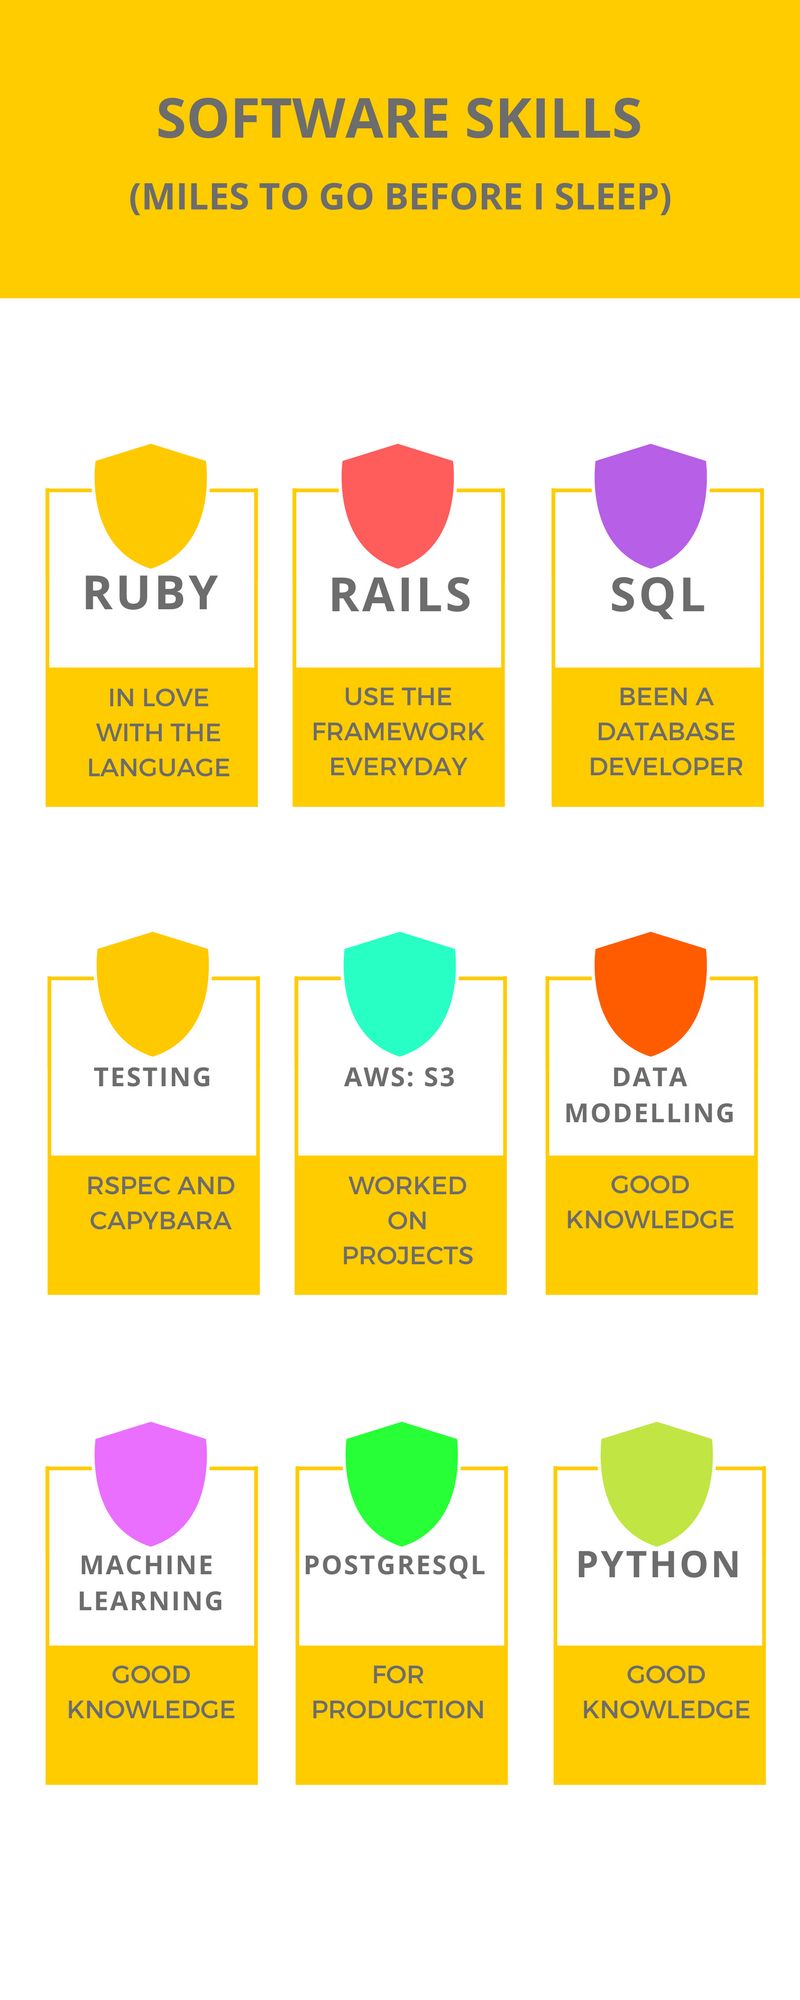 SOFTWARE SKILLS
(MILES TO GO BEFORE I SLEEP)
RUBY
IN LOVE
WITH THE
LANGUAGE
RAILS
USE THE
FRAMEWORK
EVERYDAY
SQL
BEEN A
DATABASE
DEVELOPER
TESTING
RSPEC AND
CAPYBARA
AWS: S3
WORKED
ON
PROJECTS
DATA
MODELLING
GOOD
KNOWLEDGE
MACHINE
LEARNING
GOOD
KNOWLEDGE
POSTGRESQL
FOR
PRODUCTION
PYTHON
GOOD
KNOWLEDGE